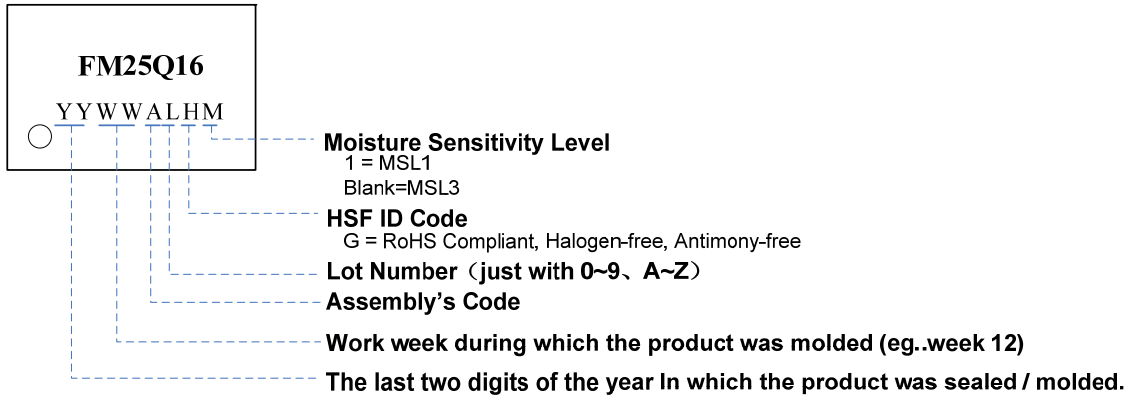 FM25Q16
YYWWALHM
Moisture Sensitivity Level
1 = MSL1
Blank=MSL3
HSF ID Code
G = RoHS Compliant, Halogen-free, Antimony-free
Lot Number（just with 0~9、A~Z）
Assembly’s Code
Work week during which the product was molded (eg..week 12)
The last two digits of the year In which the product was sealed / molded.